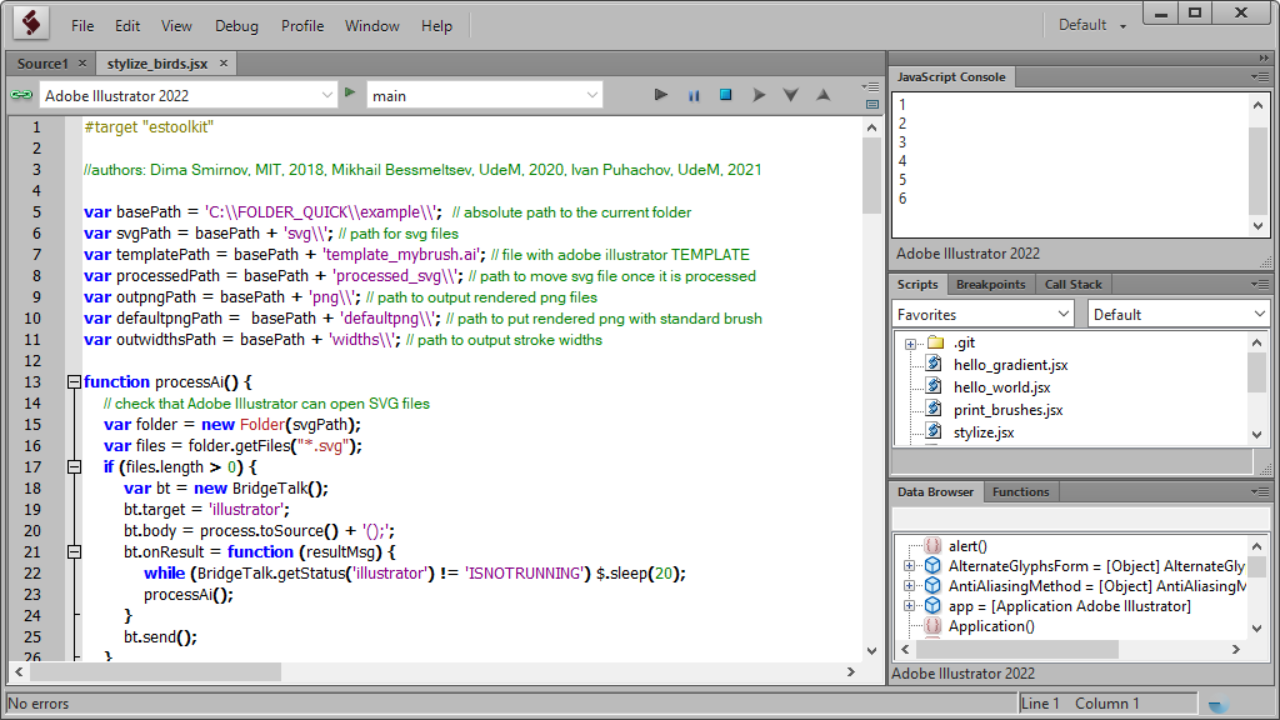 File Edit View Debug Profile Window Help Default
Source1 × stylize_birds.jsx ×
Adobe Illustrator 2022 main
1 #target "estoolkit"
2
3 //authors: Dima Smirnov, MIT, 2018, Mikhail Bessmeltsev, UdeM, 2020, Ivan Puhachov, UdeM, 2021
4
5 var basePath = 'C:\\FOLDER_QUICK\\example\\'; // absolute path to the current folder
6 var svgPath = basePath + 'svg\\'; // path for svg files
7 var templatePath = basePath + 'template_mybrush.ai'; // file with adobe illustrator TEMPLATE
8 var processedPath = basePath + 'processed_svg\\'; // path to move svg file once it is processed
9 var outpngPath = basePath + 'png\\'; // path to output rendered png files
10 var defaultpngPath = basePath + 'defaultpng\\'; // path to put rendered png with standard brush
11 var outwidthsPath = basePath + 'widths\\'; // path to output stroke widths
12
13 function processAi() {
14 // check that Adobe Illustrator can open SVG files
15 var folder = new Folder(svgPath);
16 var files = folder.getFiles("*.svg");
17 if (files.length > 0) {
18 var bt = new BridgeTalk();
19 bt.target = 'illustrator';
20 bt.body = process.toSource() + '();';
21 bt.onResult = function (resultMsg) {
22 while (BridgeTalk.getStatus('illustrator') != 'ISNOTRUNNING') $.sleep(20);
23 processAi();
24 }
25 bt.send();
26 }
JavaScript Console
1
2
3
4
5
6
Adobe Illustrator 2022
Scripts Breakpoints Call Stack
Favorites Default
.git
hello_gradient.jsx
hello_world.jsx
print_brushes.jsx
stylize.jsx
Data Browser Functions
alert()
AlternateGlyphsForm = [Object] AlternateGly
AntiAliasingMethod = [Object] AntiAliasingM
app = [Application Adobe Illustrator]
Application()
Adobe Illustrator 2022
No errors Line 1 Column 1